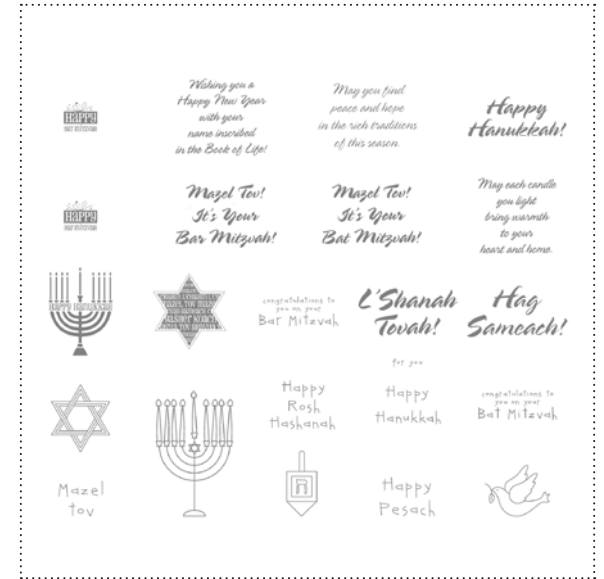 HAPPY
MITZVAH
Wishing you a
Happy New Year
with your
name inscribed
in the Book of Life!
May you find
peace and hope
in the rich traditions
of this season.
Happy
Hanukkah!
HAPPY
MITZVAH
Mazel Tov!
It's Your
Bar Mitzvah!
Mazel Tov!
It's Your
Bat Mitzvah!
May each candle
you light
bring warmth
to your
heart and home.
HAPPY HANUKKAH
congratulations to
you on your
Bar Mitzvah
L'Shanah
Tovah!
Hag
Sameach!
for you
Happy
Rosh
Hashanah
Happy
Hanukkah
congratulations to
you on your
Bat Mitzvah
Mazel
tov
Happy
Pesach